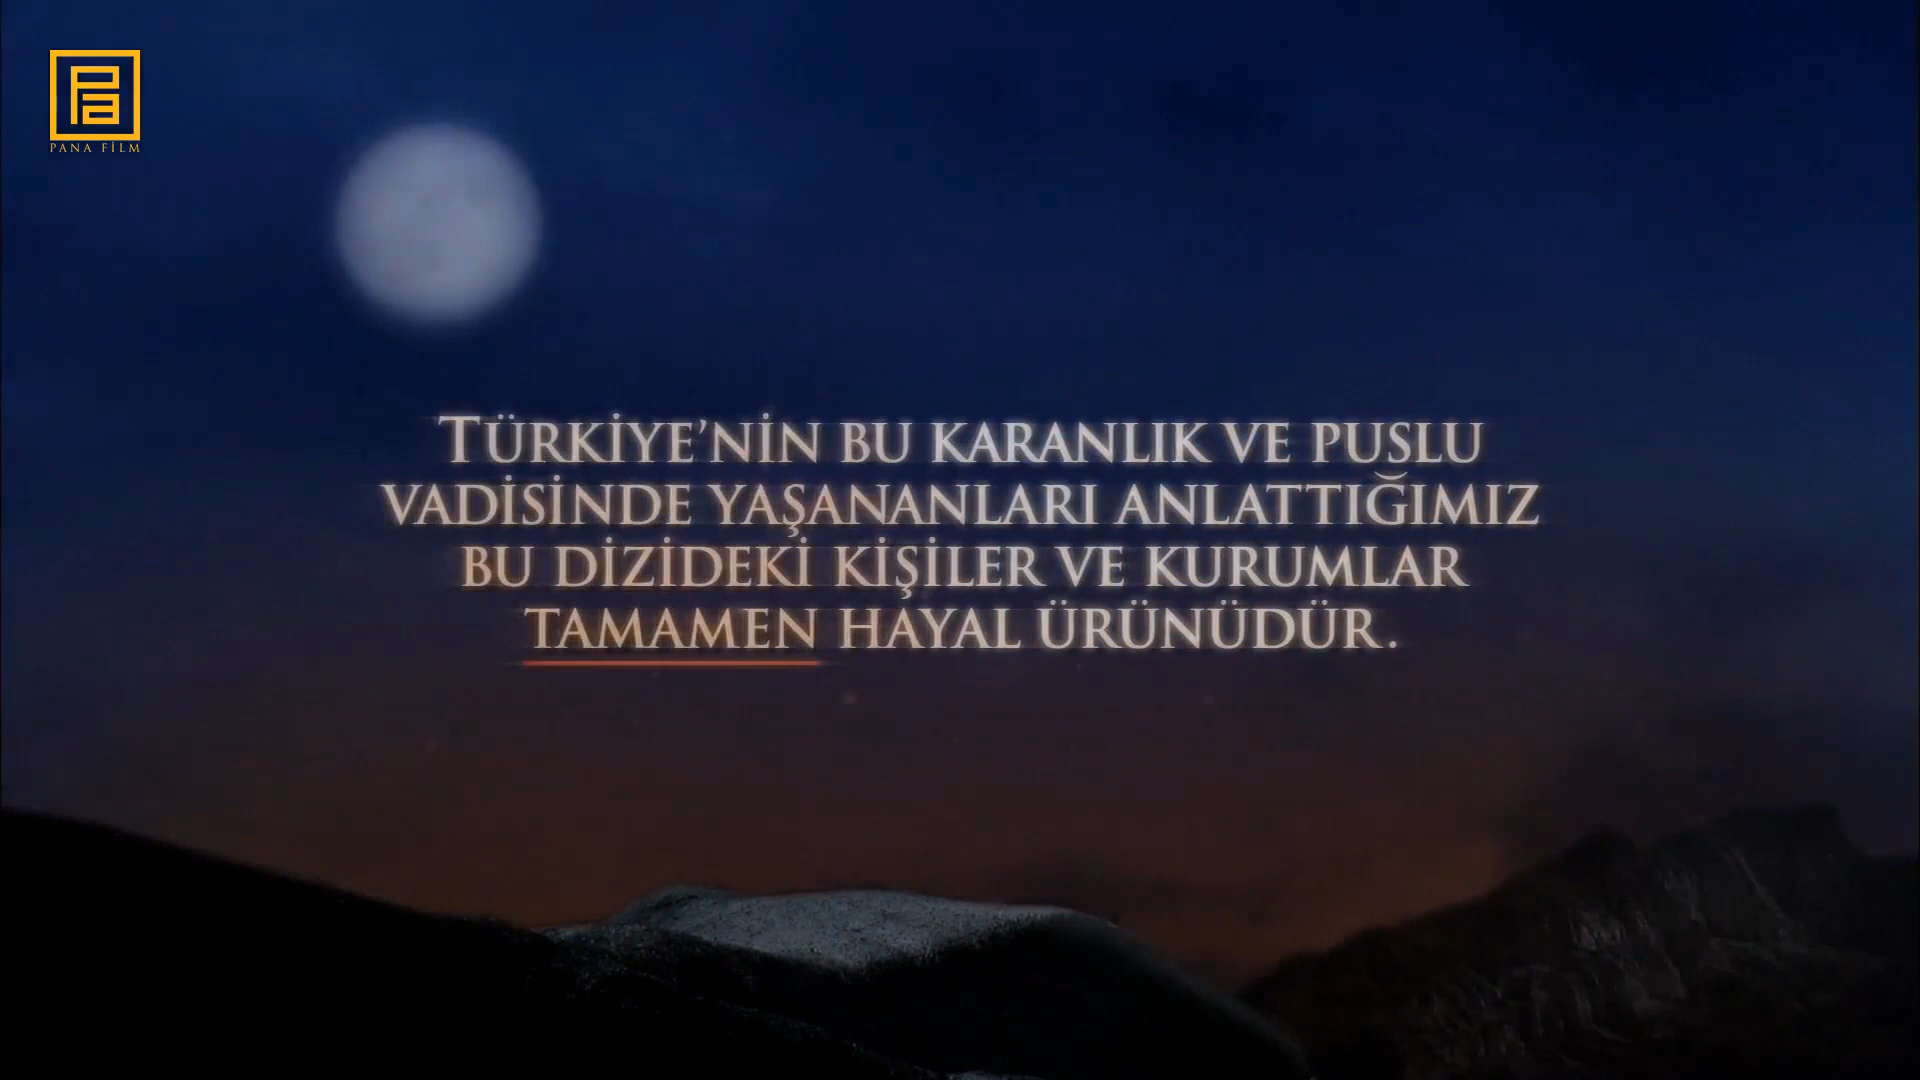 PANA FİLM
TÜRKİYE'NİN BU KARANLIK VE PUSLU
VADİSİNDE YAŞANANLARI ANLATTIĞIMIZ
BU DİZİDEKİ KİŞİLER VE KURUMLAR
TAMAMEN HAYAL ÜRÜNÜDÜR.